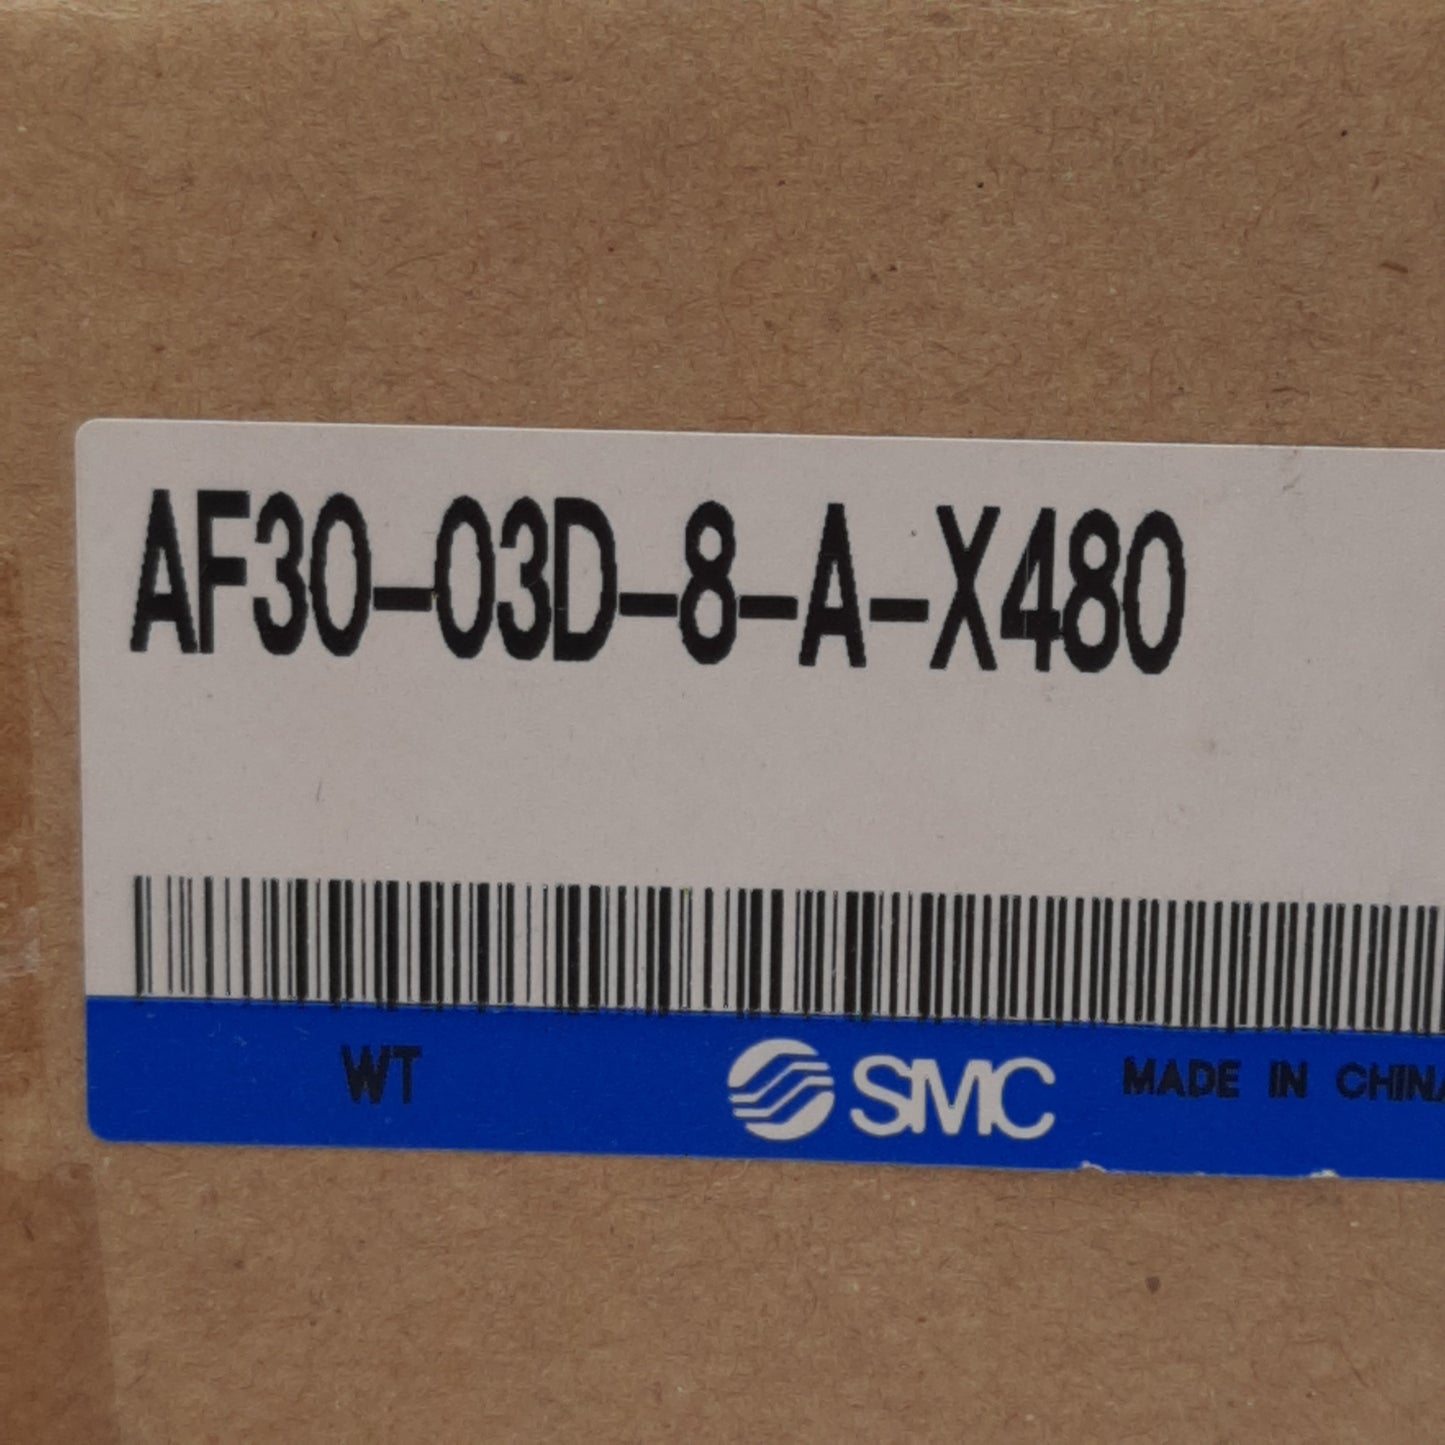 AF30-03D-8-A-X480
WT SMC MADE IN CHINA